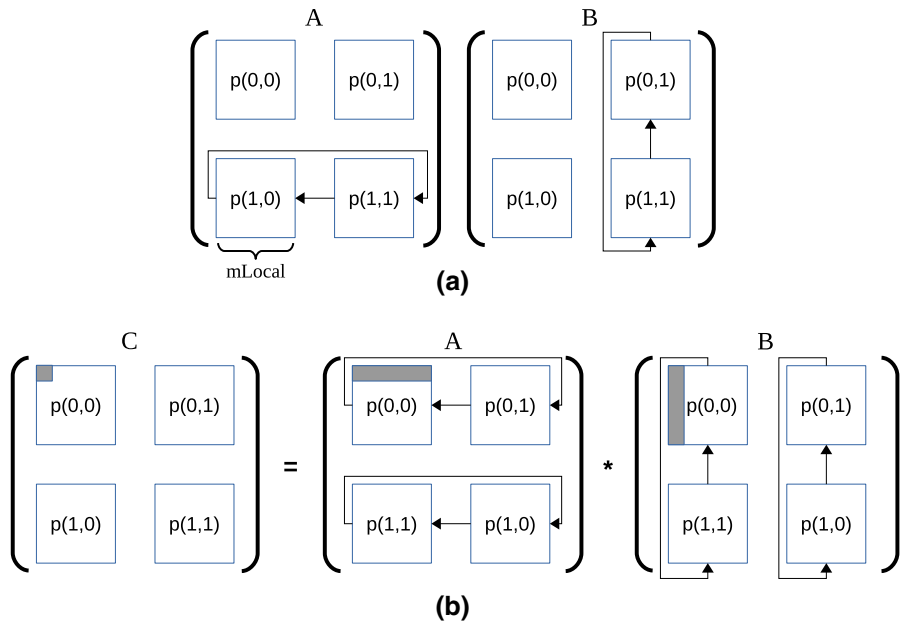 A B
p(0,0) p(0,1) p(0,0) p(0,1)
p(1,0) p(1,1) p(1,0) p(1,1)
mLocal
(a)
C A B
p(0,0) p(0,1) p(0,0) p(0,1) p(0,0) p(0,1)
= *
p(1,0) p(1,1) p(1,1) p(1,0) p(1,1) p(1,0)
(b)